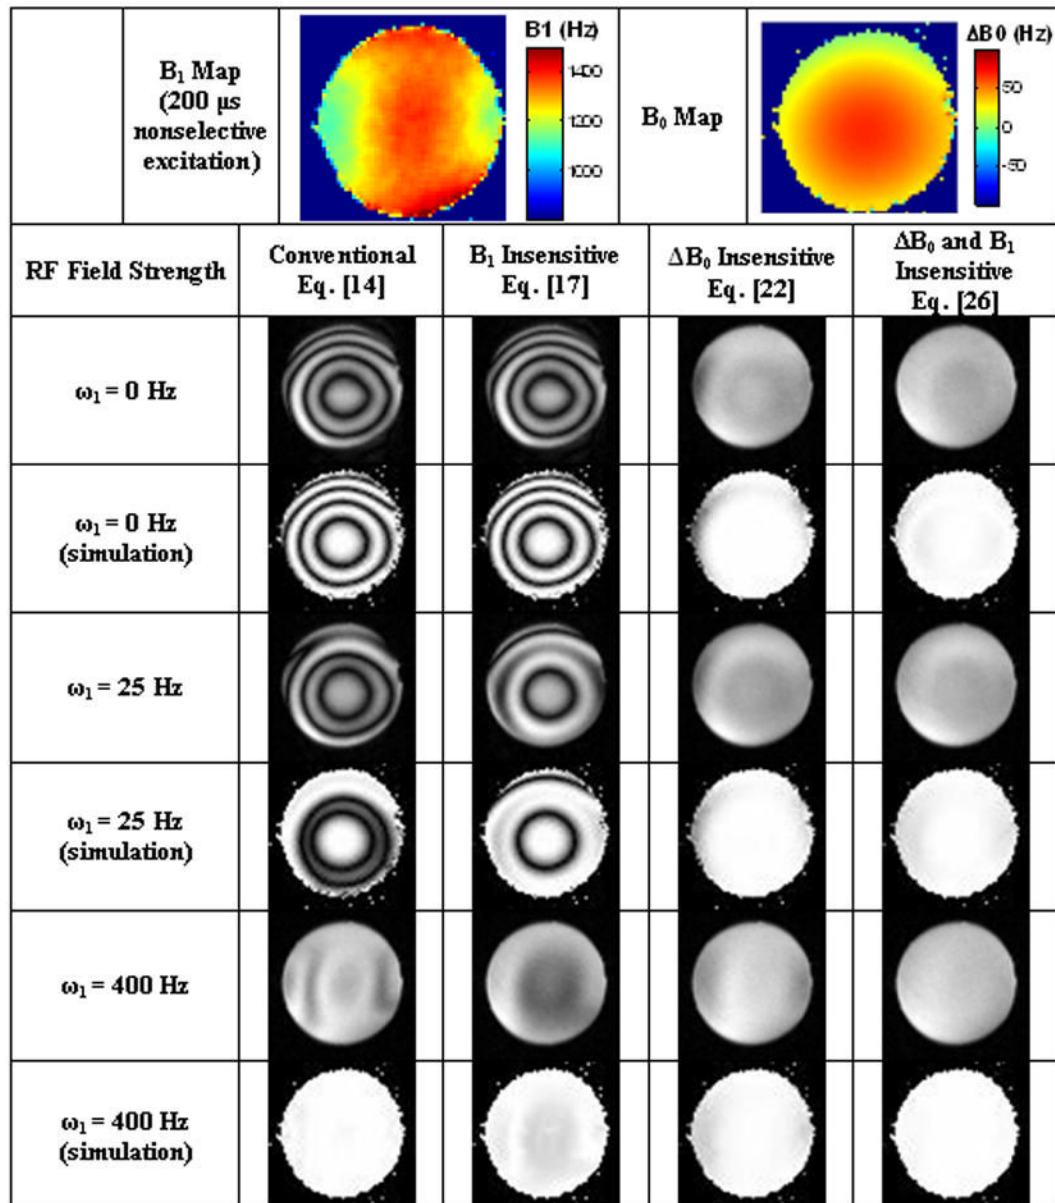 B₁ Map
(200 μs
nonselective
excitation)
B1 (Hz)
1400
1200
1000
B₀ Map
ΔB0 (Hz)
50
0
-50
RF Field Strength
Conventional
Eq. [14]
B₁ Insensitive
Eq. [17]
ΔB₀ Insensitive
Eq. [22]
ΔB₀ and B₁
Insensitive
Eq. [26]
ω₁ = 0 Hz
ω₁ = 0 Hz
(simulation)
ω₁ = 25 Hz
ω₁ = 25 Hz
(simulation)
ω₁ = 400 Hz
ω₁ = 400 Hz
(simulation)